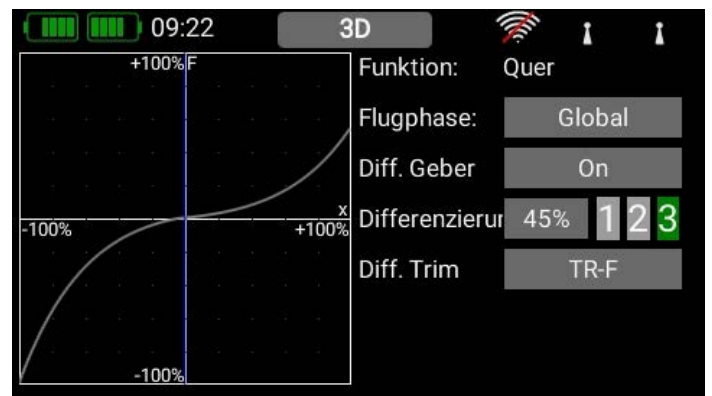 09:22 3D
+100% F
-100% x +100%
-100%
Funktion: Quer
Flugphase: Global
Diff. Geber On
Differenzierur 45% 1 2 3
Diff. Trim TR-F